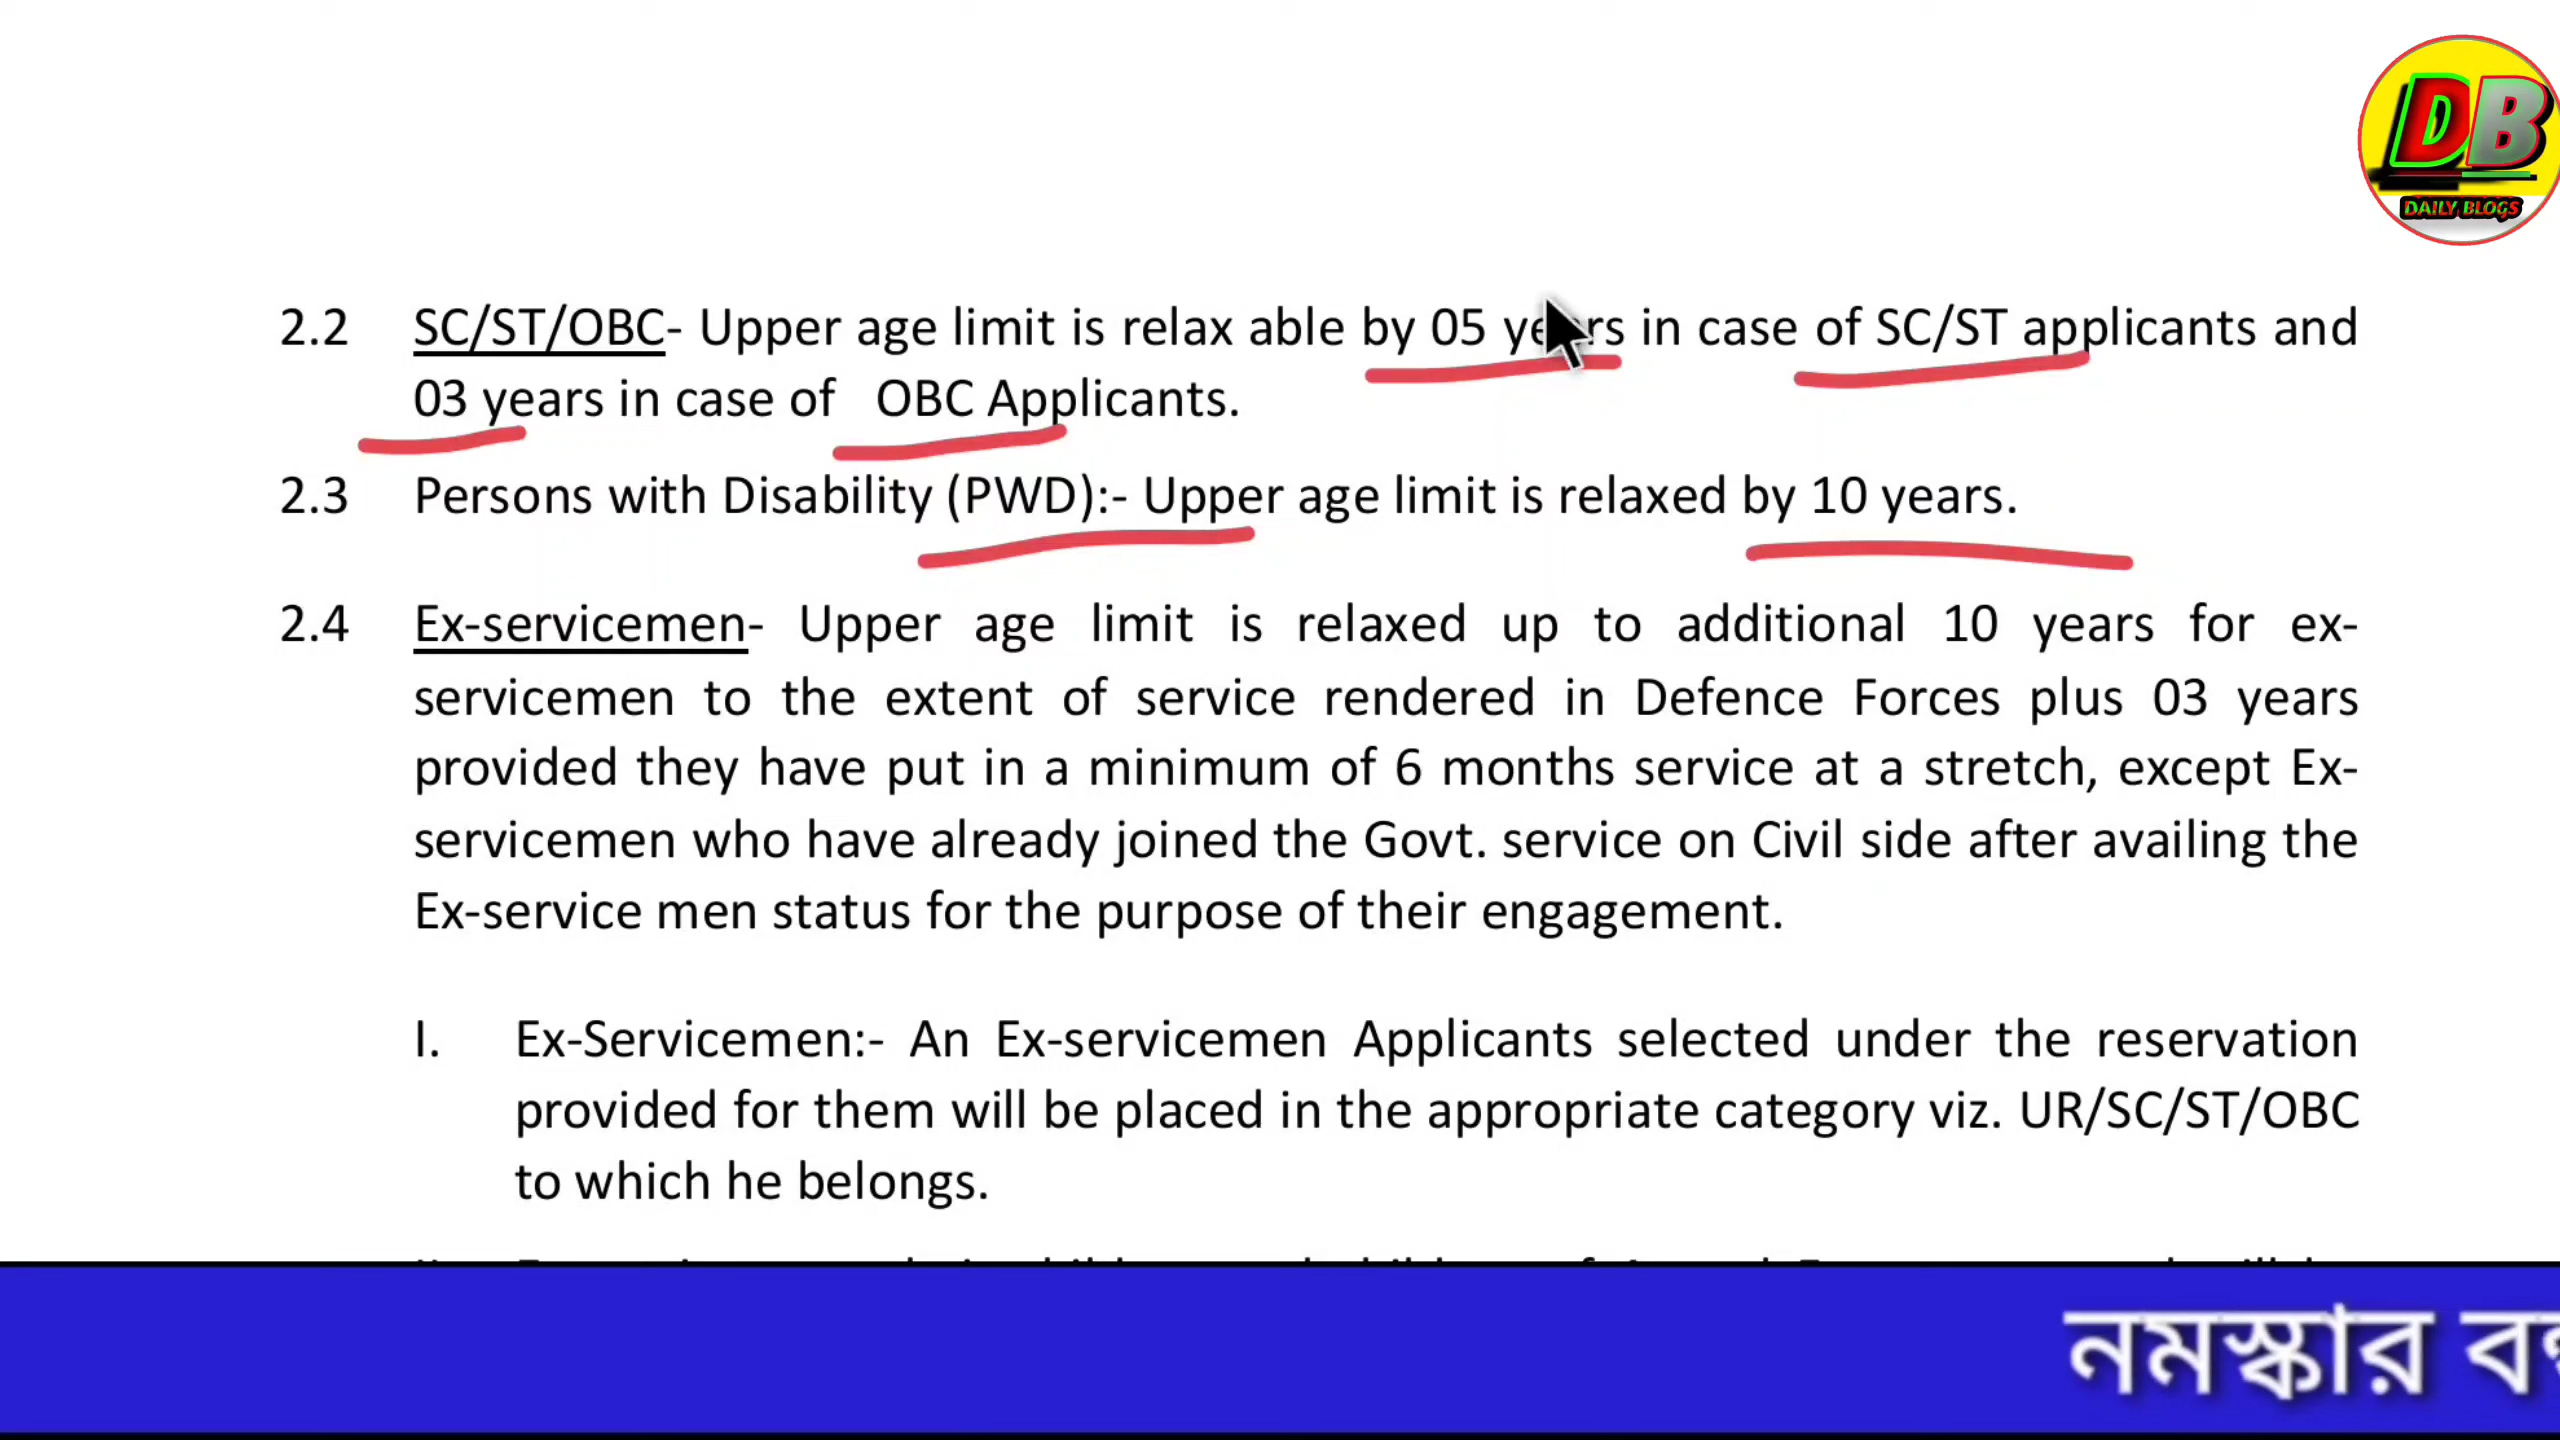 DB
DAILY BLOGS
2.2 SC/ST/OBC- Upper age limit is relax able by 05 years in case of SC/ST applicants and
03 years in case of OBC Applicants.
2.3 Persons with Disability (PWD):- Upper age limit is relaxed by 10 years.
2.4 Ex-servicemen- Upper age limit is relaxed up to additional 10 years for ex-
servicemen to the extent of service rendered in Defence Forces plus 03 years
provided they have put in a minimum of 6 months service at a stretch, except Ex-
servicemen who have already joined the Govt. service on Civil side after availing the
Ex-service men status for the purpose of their engagement.
I. Ex-Servicemen:- An Ex-servicemen Applicants selected under the reservation
provided for them will be placed in the appropriate category viz. UR/SC/ST/OBC
to which he belongs.
নমস্কার